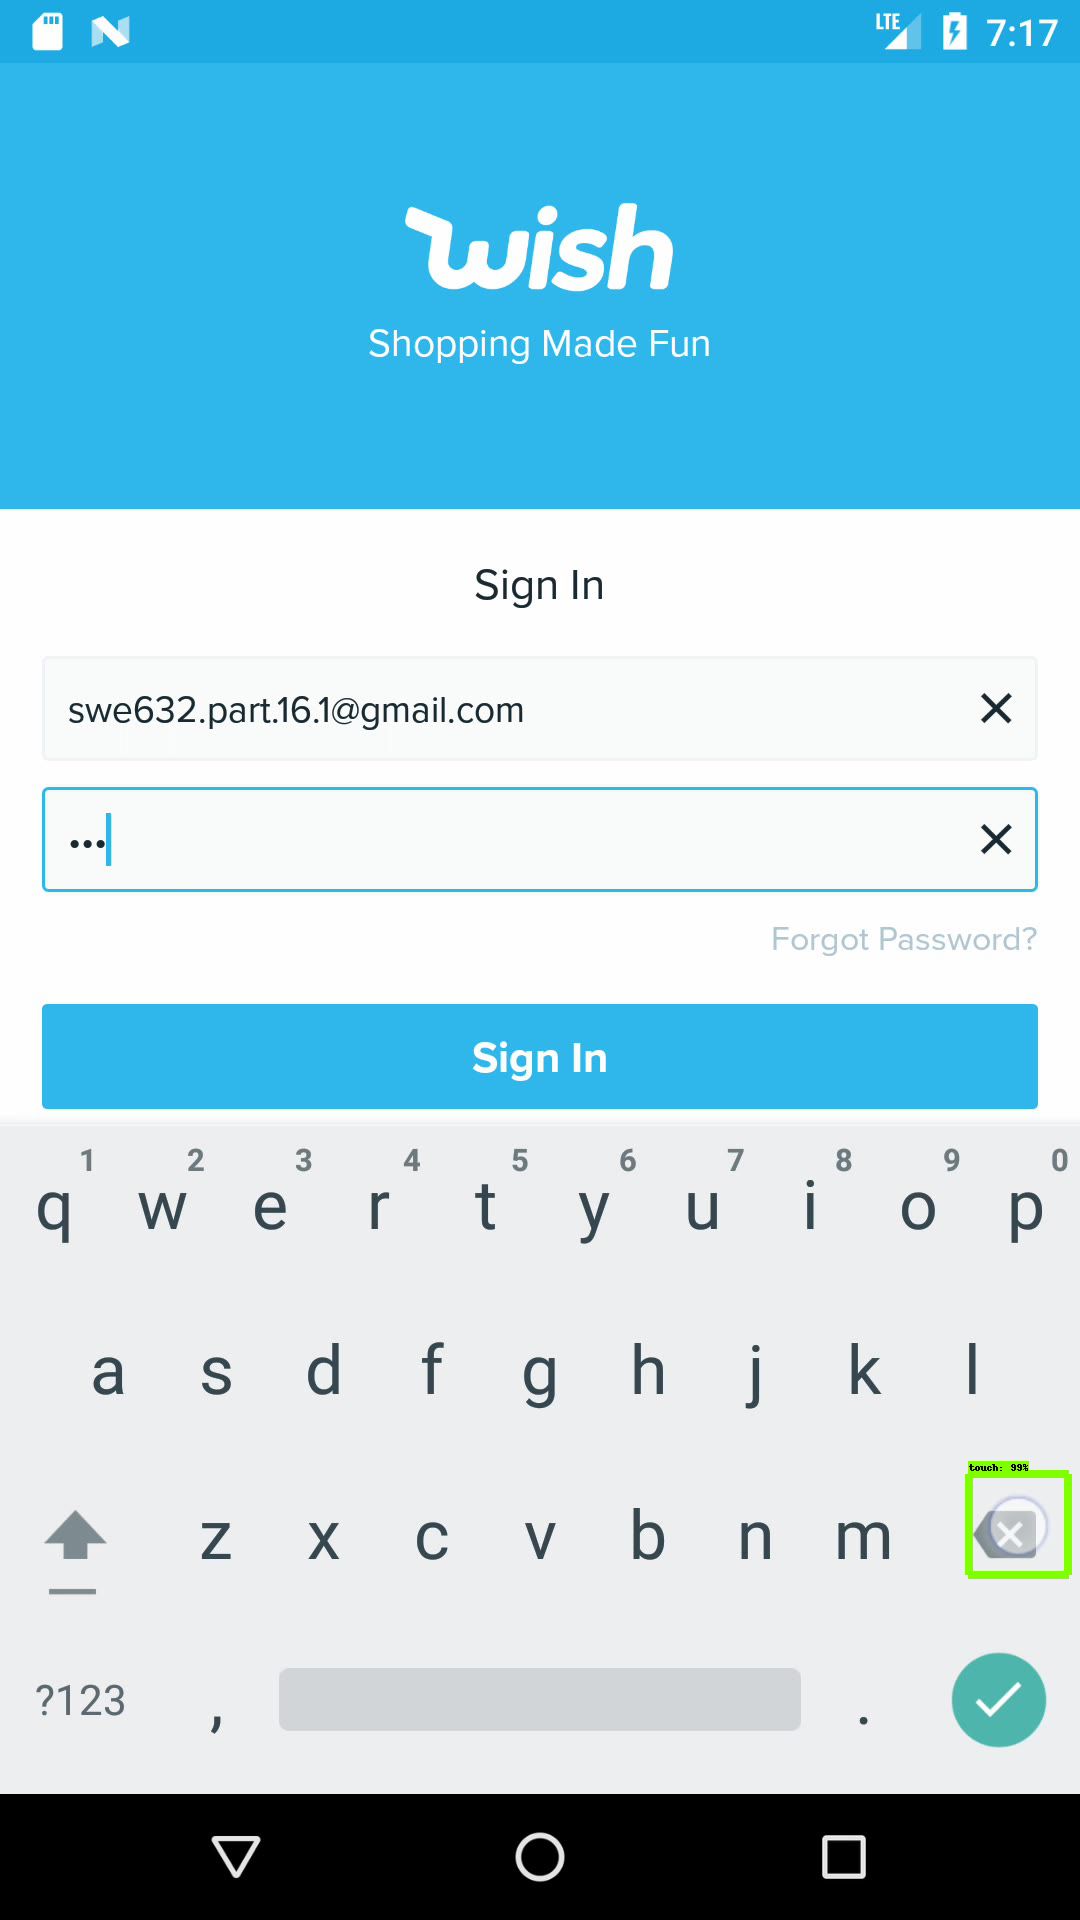 LTE 7:17
wish
Shopping Made Fun
Sign In
swe632.part.16.1@gmail.com
•••
Forgot Password?
Sign In
1 2 3 4 5 6 7 8 9 0
q w e r t y u i o p
a s d f g h j k l
touch: 99%
z x c v b n m
?123 , .